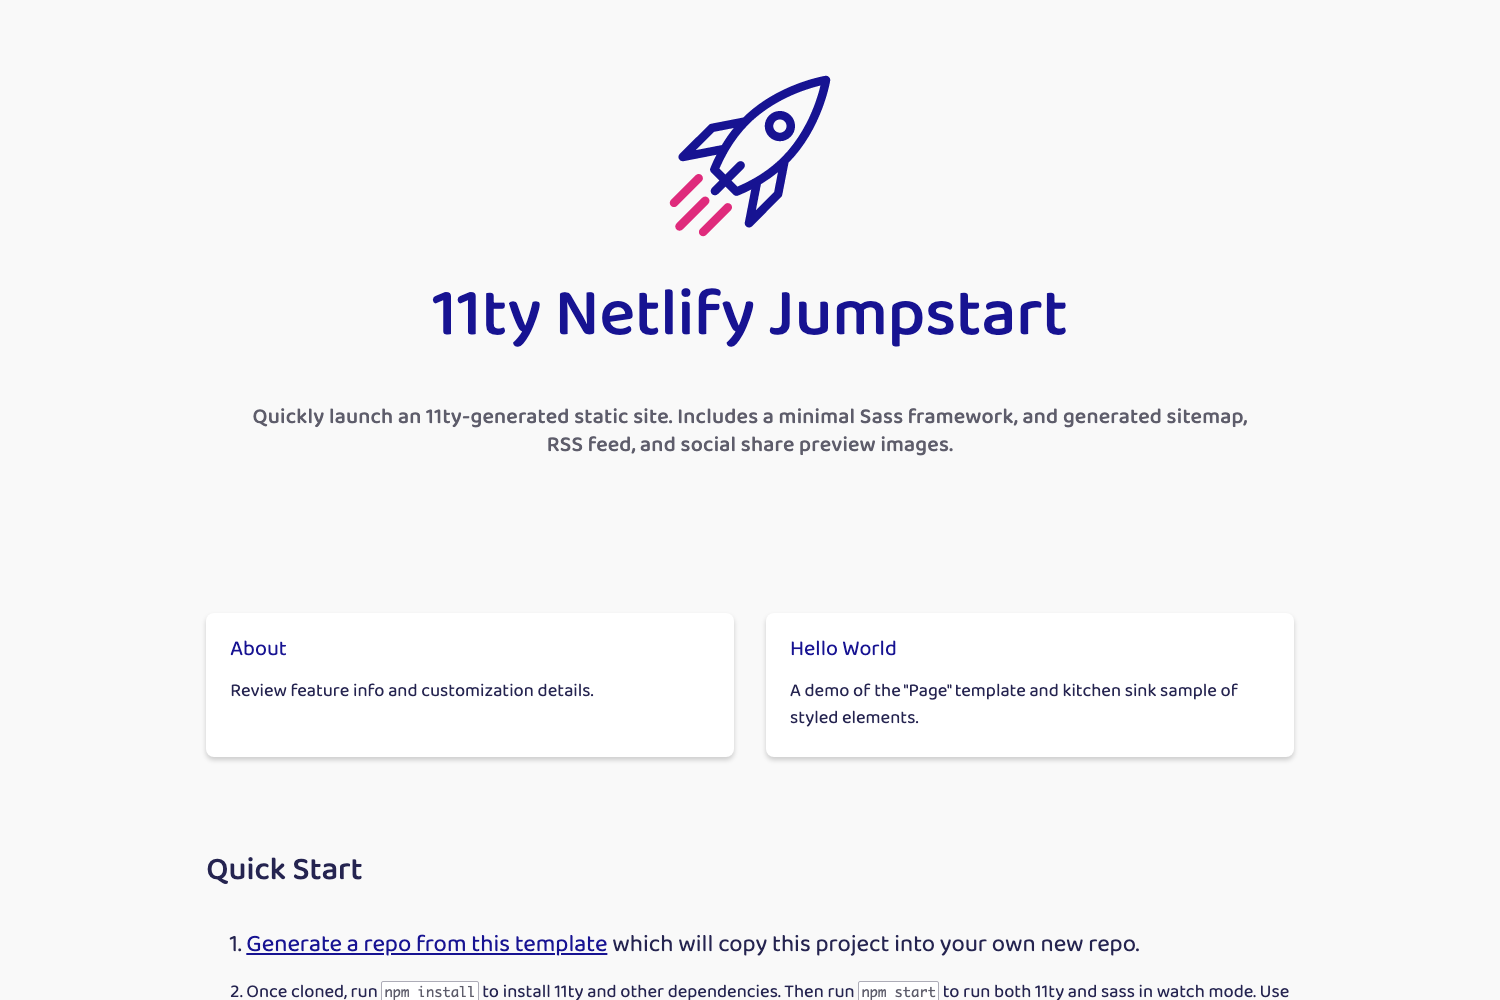 11ty Netlify Jumpstart
Quickly launch an 11ty-generated static site. Includes a minimal Sass framework, and generated sitemap,
RSS feed, and social share preview images.
About
Review feature info and customization details.
Hello World
A demo of the "Page" template and kitchen sink sample of
styled elements.
Quick Start
1. Generate a repo from this template which will copy this project into your own new repo.
2. Once cloned, run npm install to install 11ty and other dependencies. Then run npm start to run both 11ty and sass in watch mode. Use